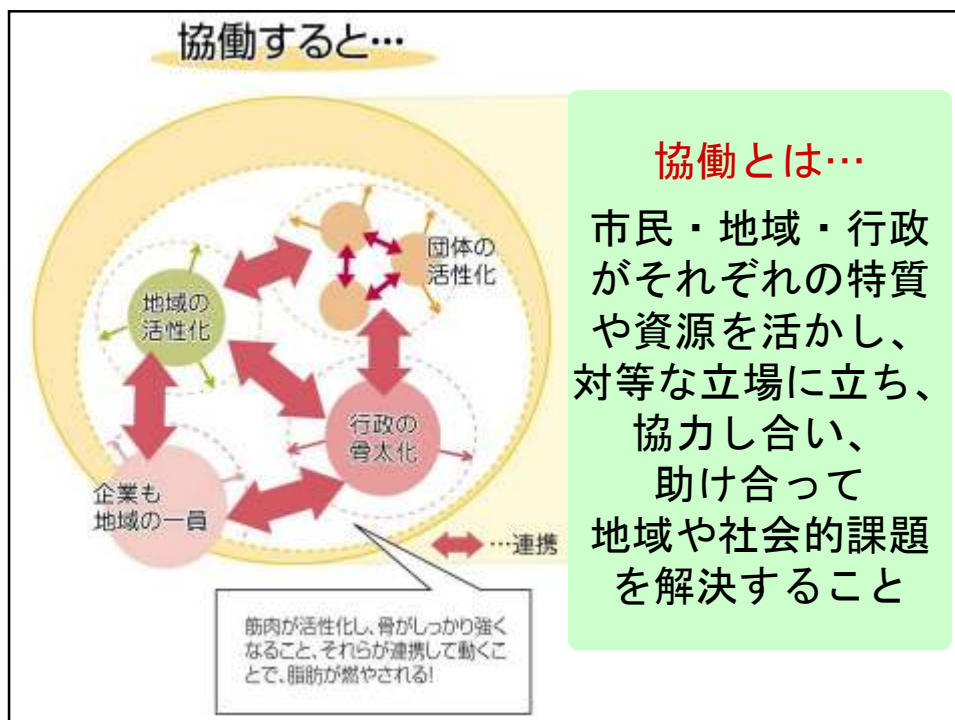 協働すると…
団体の
活性化
地域の
活性化
行政の
骨太化
企業も
地域の一員
…連携
筋肉が活性化し、骨がしっかり強く
なること、それらが連携して動くこ
とで、脂肪が燃やされる!
協働とは…
市民・地域・行政
がそれぞれの特質
や資源を活かし、
対等な立場に立ち、
協力し合い、
助け合って
地域や社会的課題
を解決すること